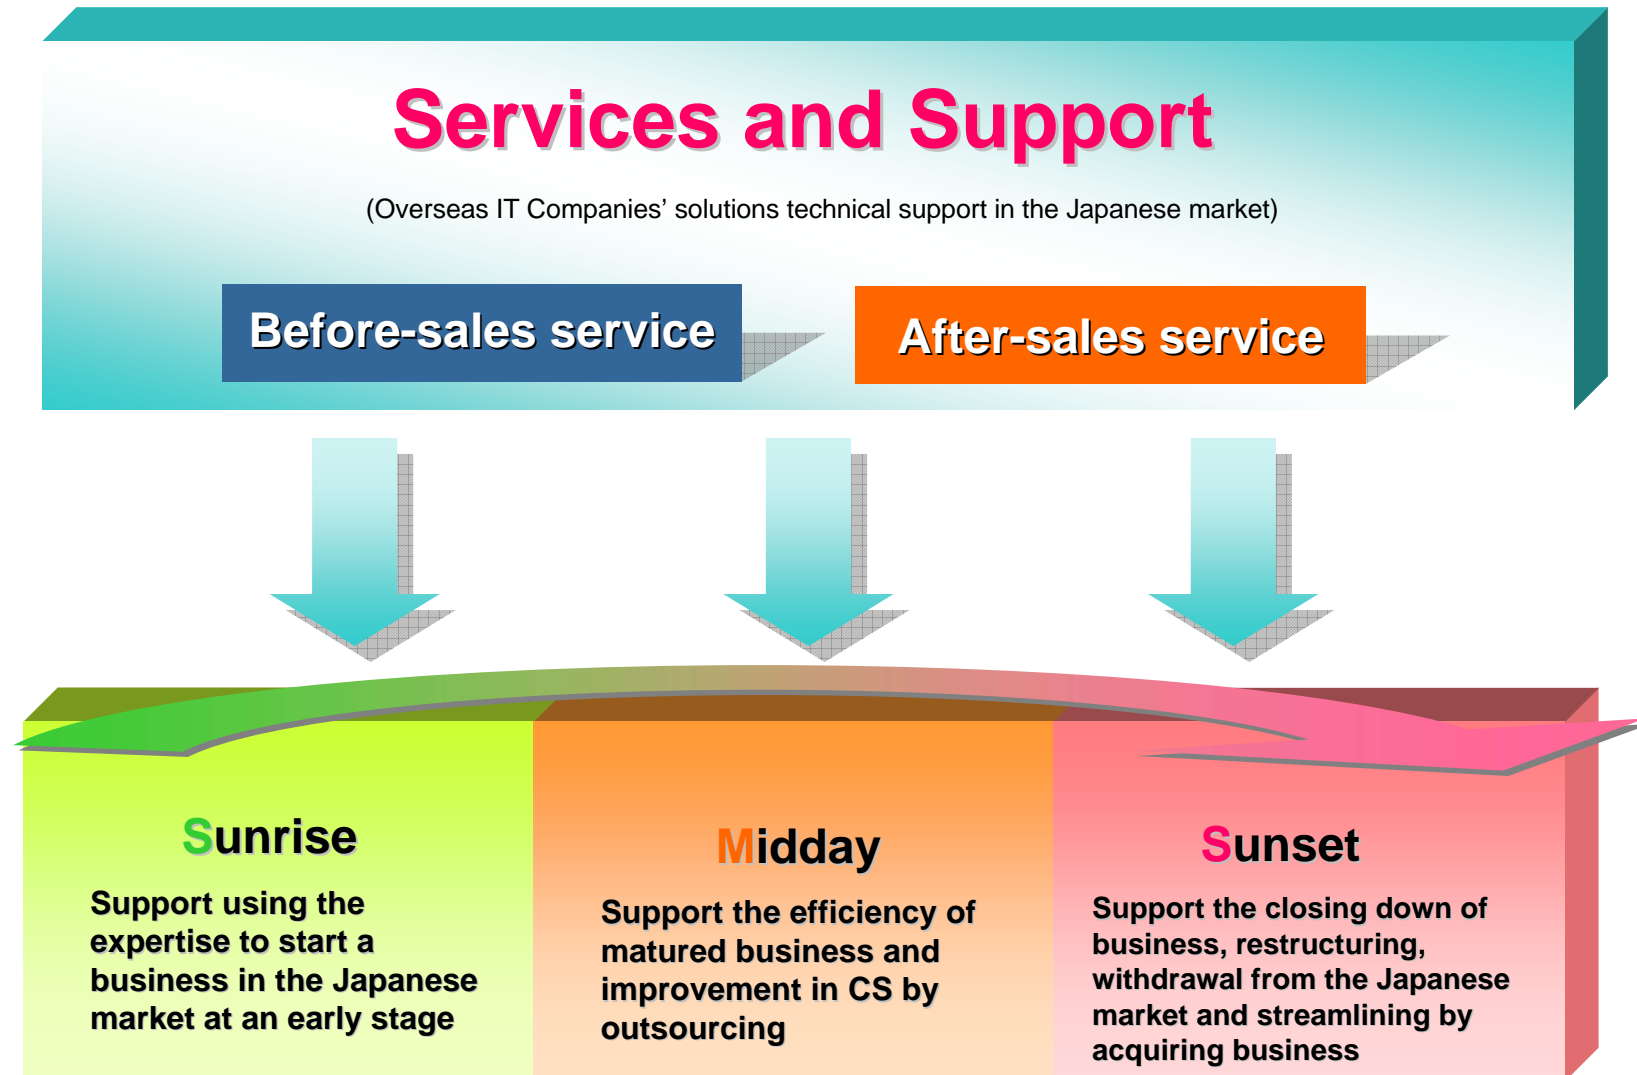 Services and Support
(Overseas IT Companies’ solutions technical support in the Japanese market)
Before-sales service
After-sales service
Sunrise
Support using the
expertise to start a
business in the Japanese
market at an early stage
Midday
Support the efficiency of
matured business and
improvement in CS by
outsourcing
Sunset
Support the closing down of
business, restructuring,
withdrawal from the Japanese
market and streamlining by
acquiring business